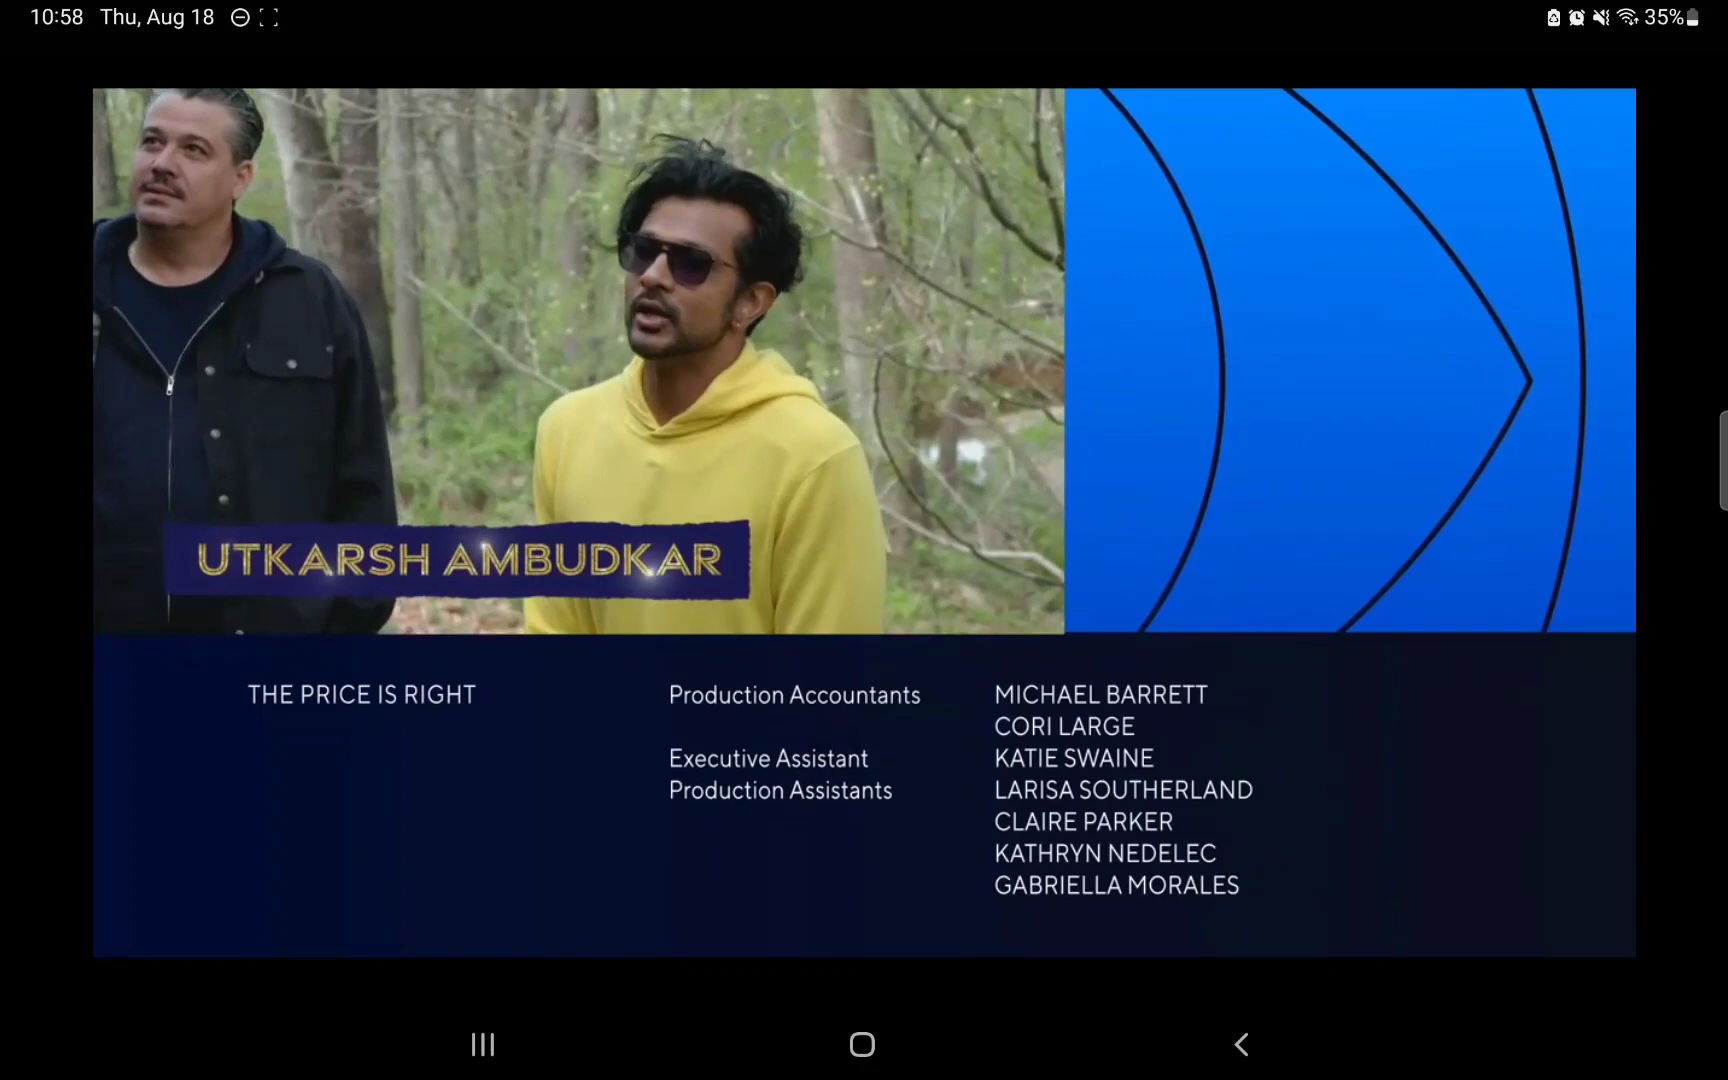 10:58 Thu, Aug 18
35%
UTKARSH AMBUDKAR
THE PRICE IS RIGHT
Production Accountants MICHAEL BARRETT
CORI LARGE
Executive Assistant KATIE SWAINE
Production Assistants LARISA SOUTHERLAND
CLAIRE PARKER
KATHRYN NEDELEC
GABRIELLA MORALES